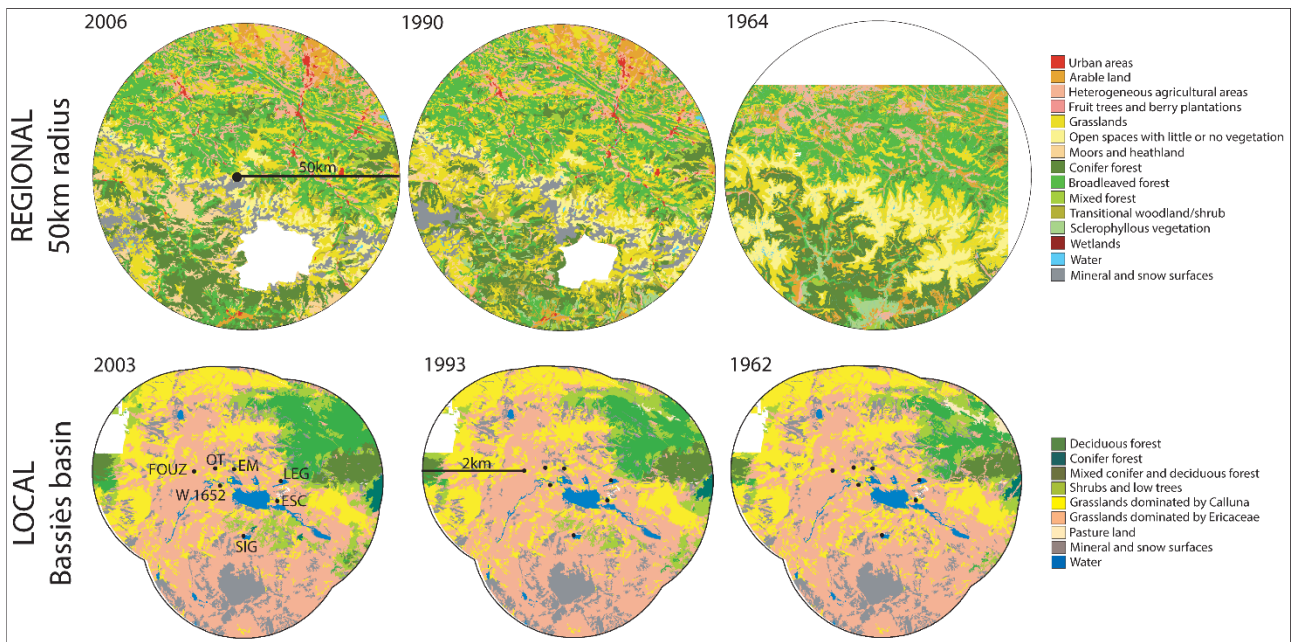 REGIONAL
50km radius
2006
1990
1964
50km
Urban areas
Arable land
Heterogeneous agricultural areas
Fruit trees and berry plantations
Grasslands
Open spaces with little or no vegetation
Moors and heathland
Conifer forest
Broadleaved forest
Mixed forest
Transitional woodland/shrub
Sclerophyllous vegetation
Wetlands
Water
Mineral and snow surfaces
LOCAL
Bassiès basin
2003
1993
1962
FOUZ
OT
EM
LEG
W.1652
ESC
SIG
2km
Deciduous forest
Conifer forest
Mixed conifer and deciduous forest
Shrubs and low trees
Grasslands dominated by Calluna
Grasslands dominated by Ericaceae
Pasture land
Mineral and snow surfaces
Water